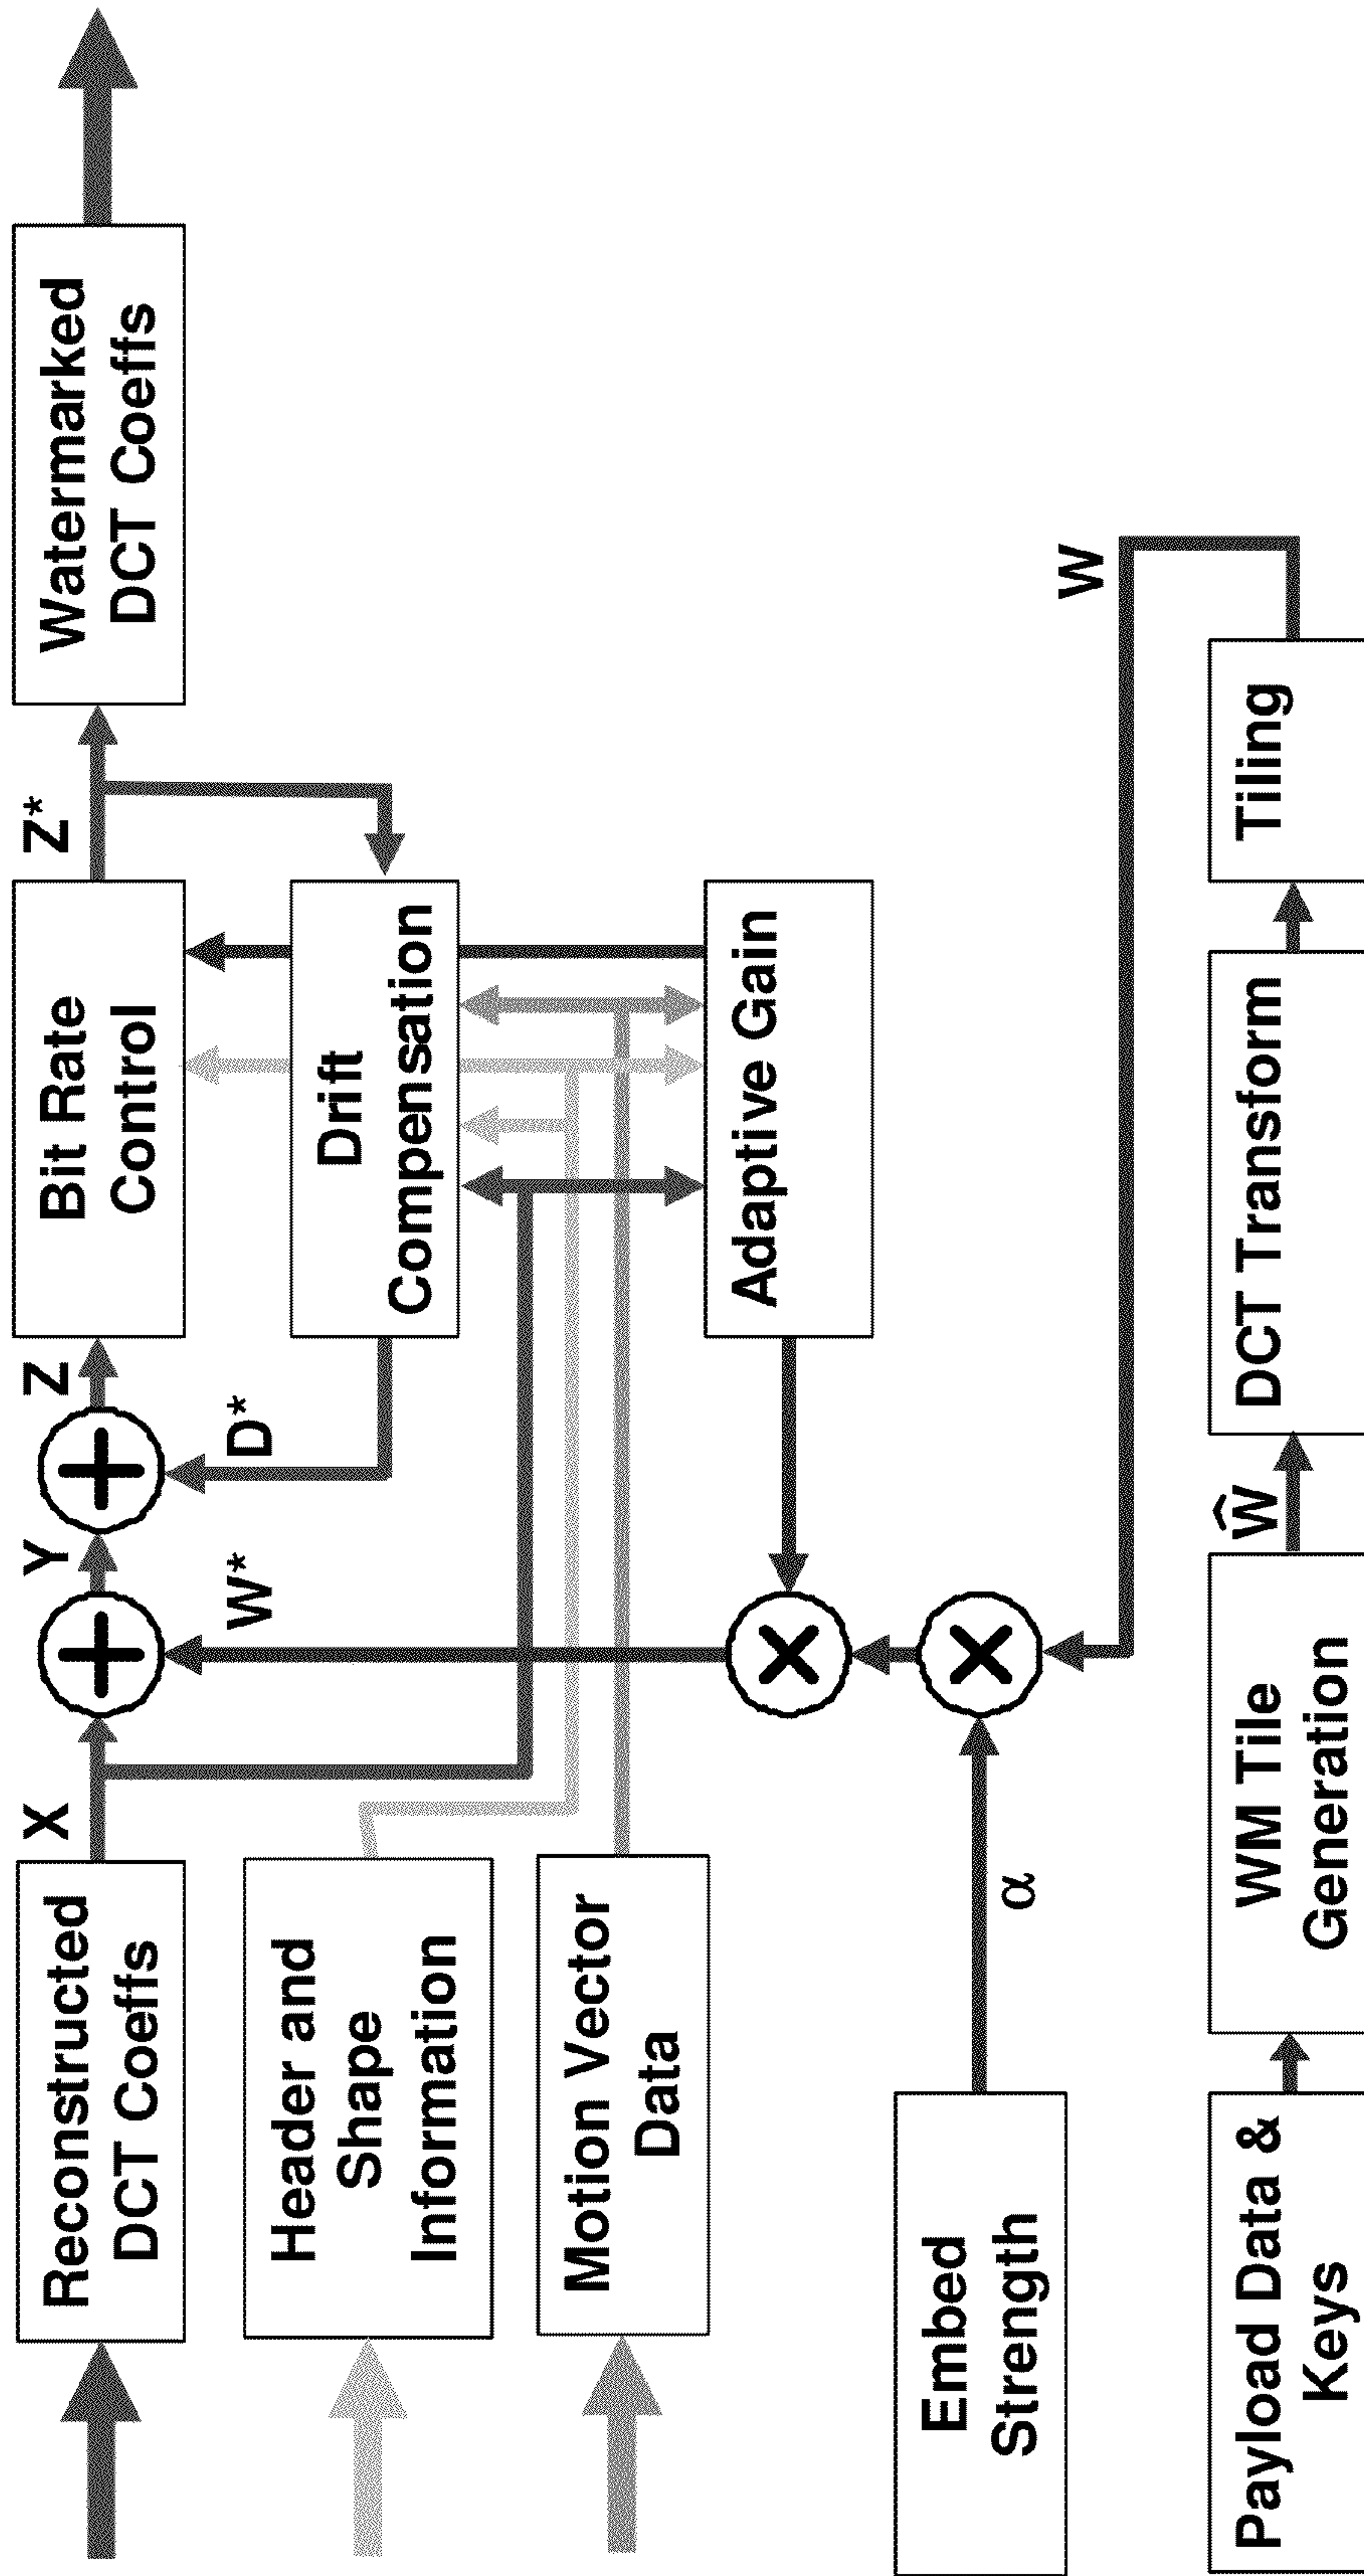 Reconstructed
DCT Coeffs
X
Y
Z
Bit Rate
Control
Z*
Watermarked
DCT Coeffs
Header and
Shape
Information
W*
D*
Drift
Compensation
Motion Vector
Data
Adaptive Gain
Embed
Strength
α
W
Payload Data &
Keys
WM Tile
Generation
Ŵ
DCT Transform
Tiling